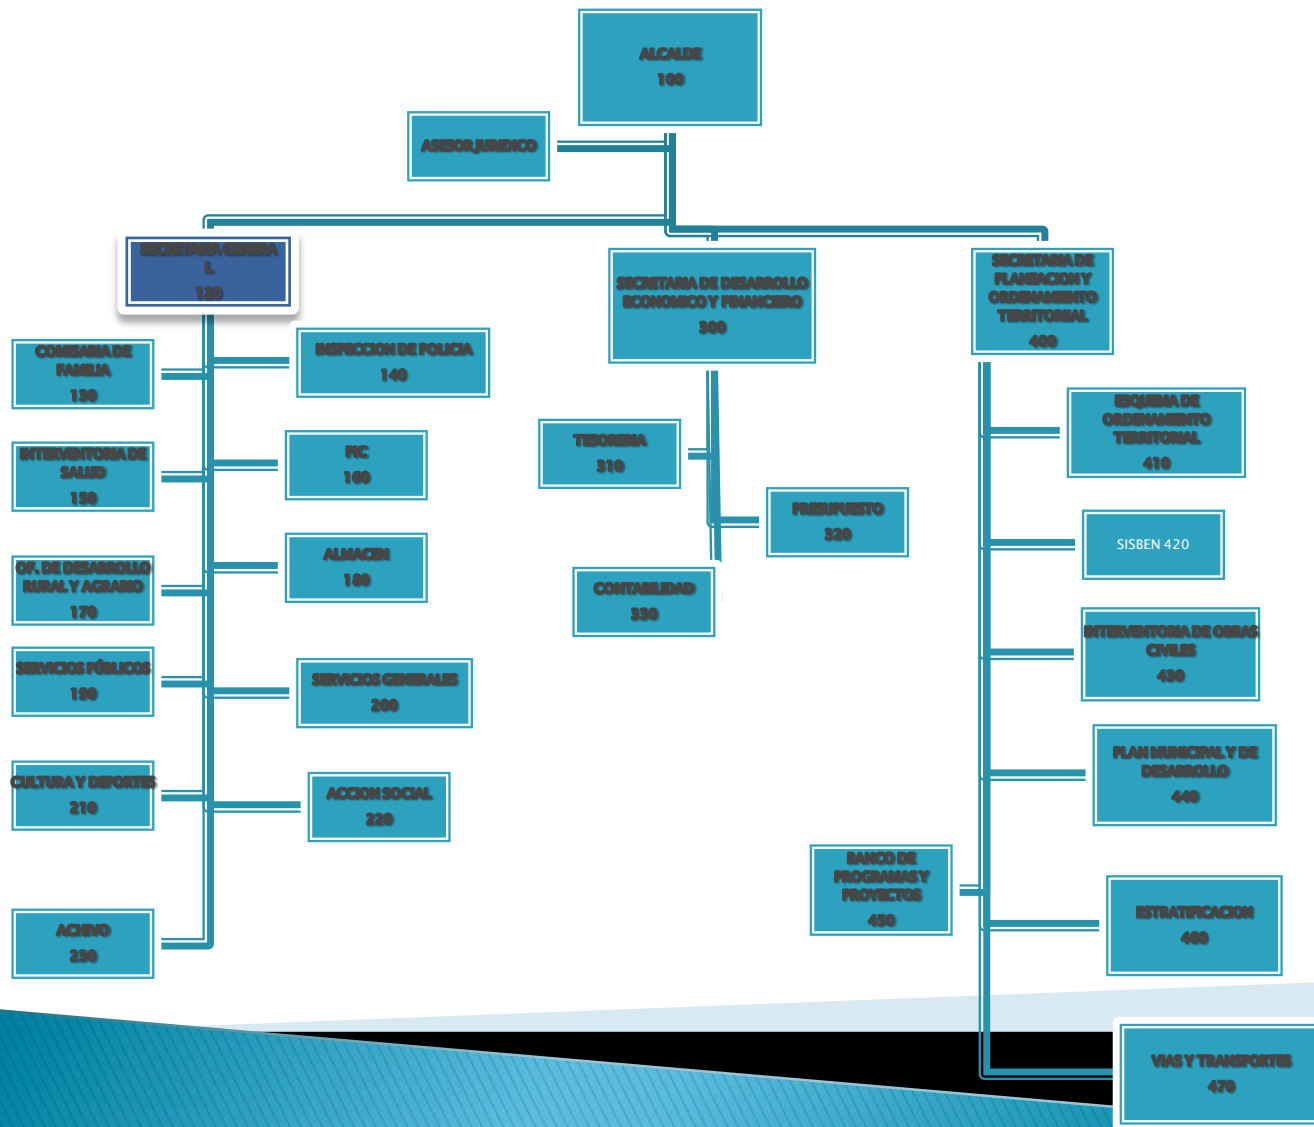 ALCALDE
100
ASESOR JURIDICO
SECRETARIA GENERA
L
120
SECRETARIA DE DESARROLLO
ECONOMICO Y FINANCIERO
300
SECRETARIA DE
PLANEACION Y
ORDENAMIENTO
TERRITORIAL
400
COMISARIA DE
FAMILIA
130
INSPECCION DE POLICIA
140
INTERVENTORIA DE
SALUD
150
PIC
160
OF. DE DESARROLLO
RURAL Y AGRARIO
170
ALMACEN
180
SERVICIOS PÚBLICOS
190
SERVICIOS GENERALES
200
CULTURA Y DEPORTES
210
ACCION SOCIAL
220
ACHIVO
230
TESORERIA
310
PRESUPUESTO
320
CONTABILIDAD
330
ESQUEMA DE
ORDENAMIENTO
TERRITORIAL
410
SISBEN 420
INTERVENTORIA DE OBRAS
CIVILES
430
PLAN MUNICIPAL Y DE
DESARROLLO
440
BANCO DE
PROGRAMAS Y
PROYECTOS
450
ESTRATIFICACION
460
VIAS Y TRANSPORTES
470